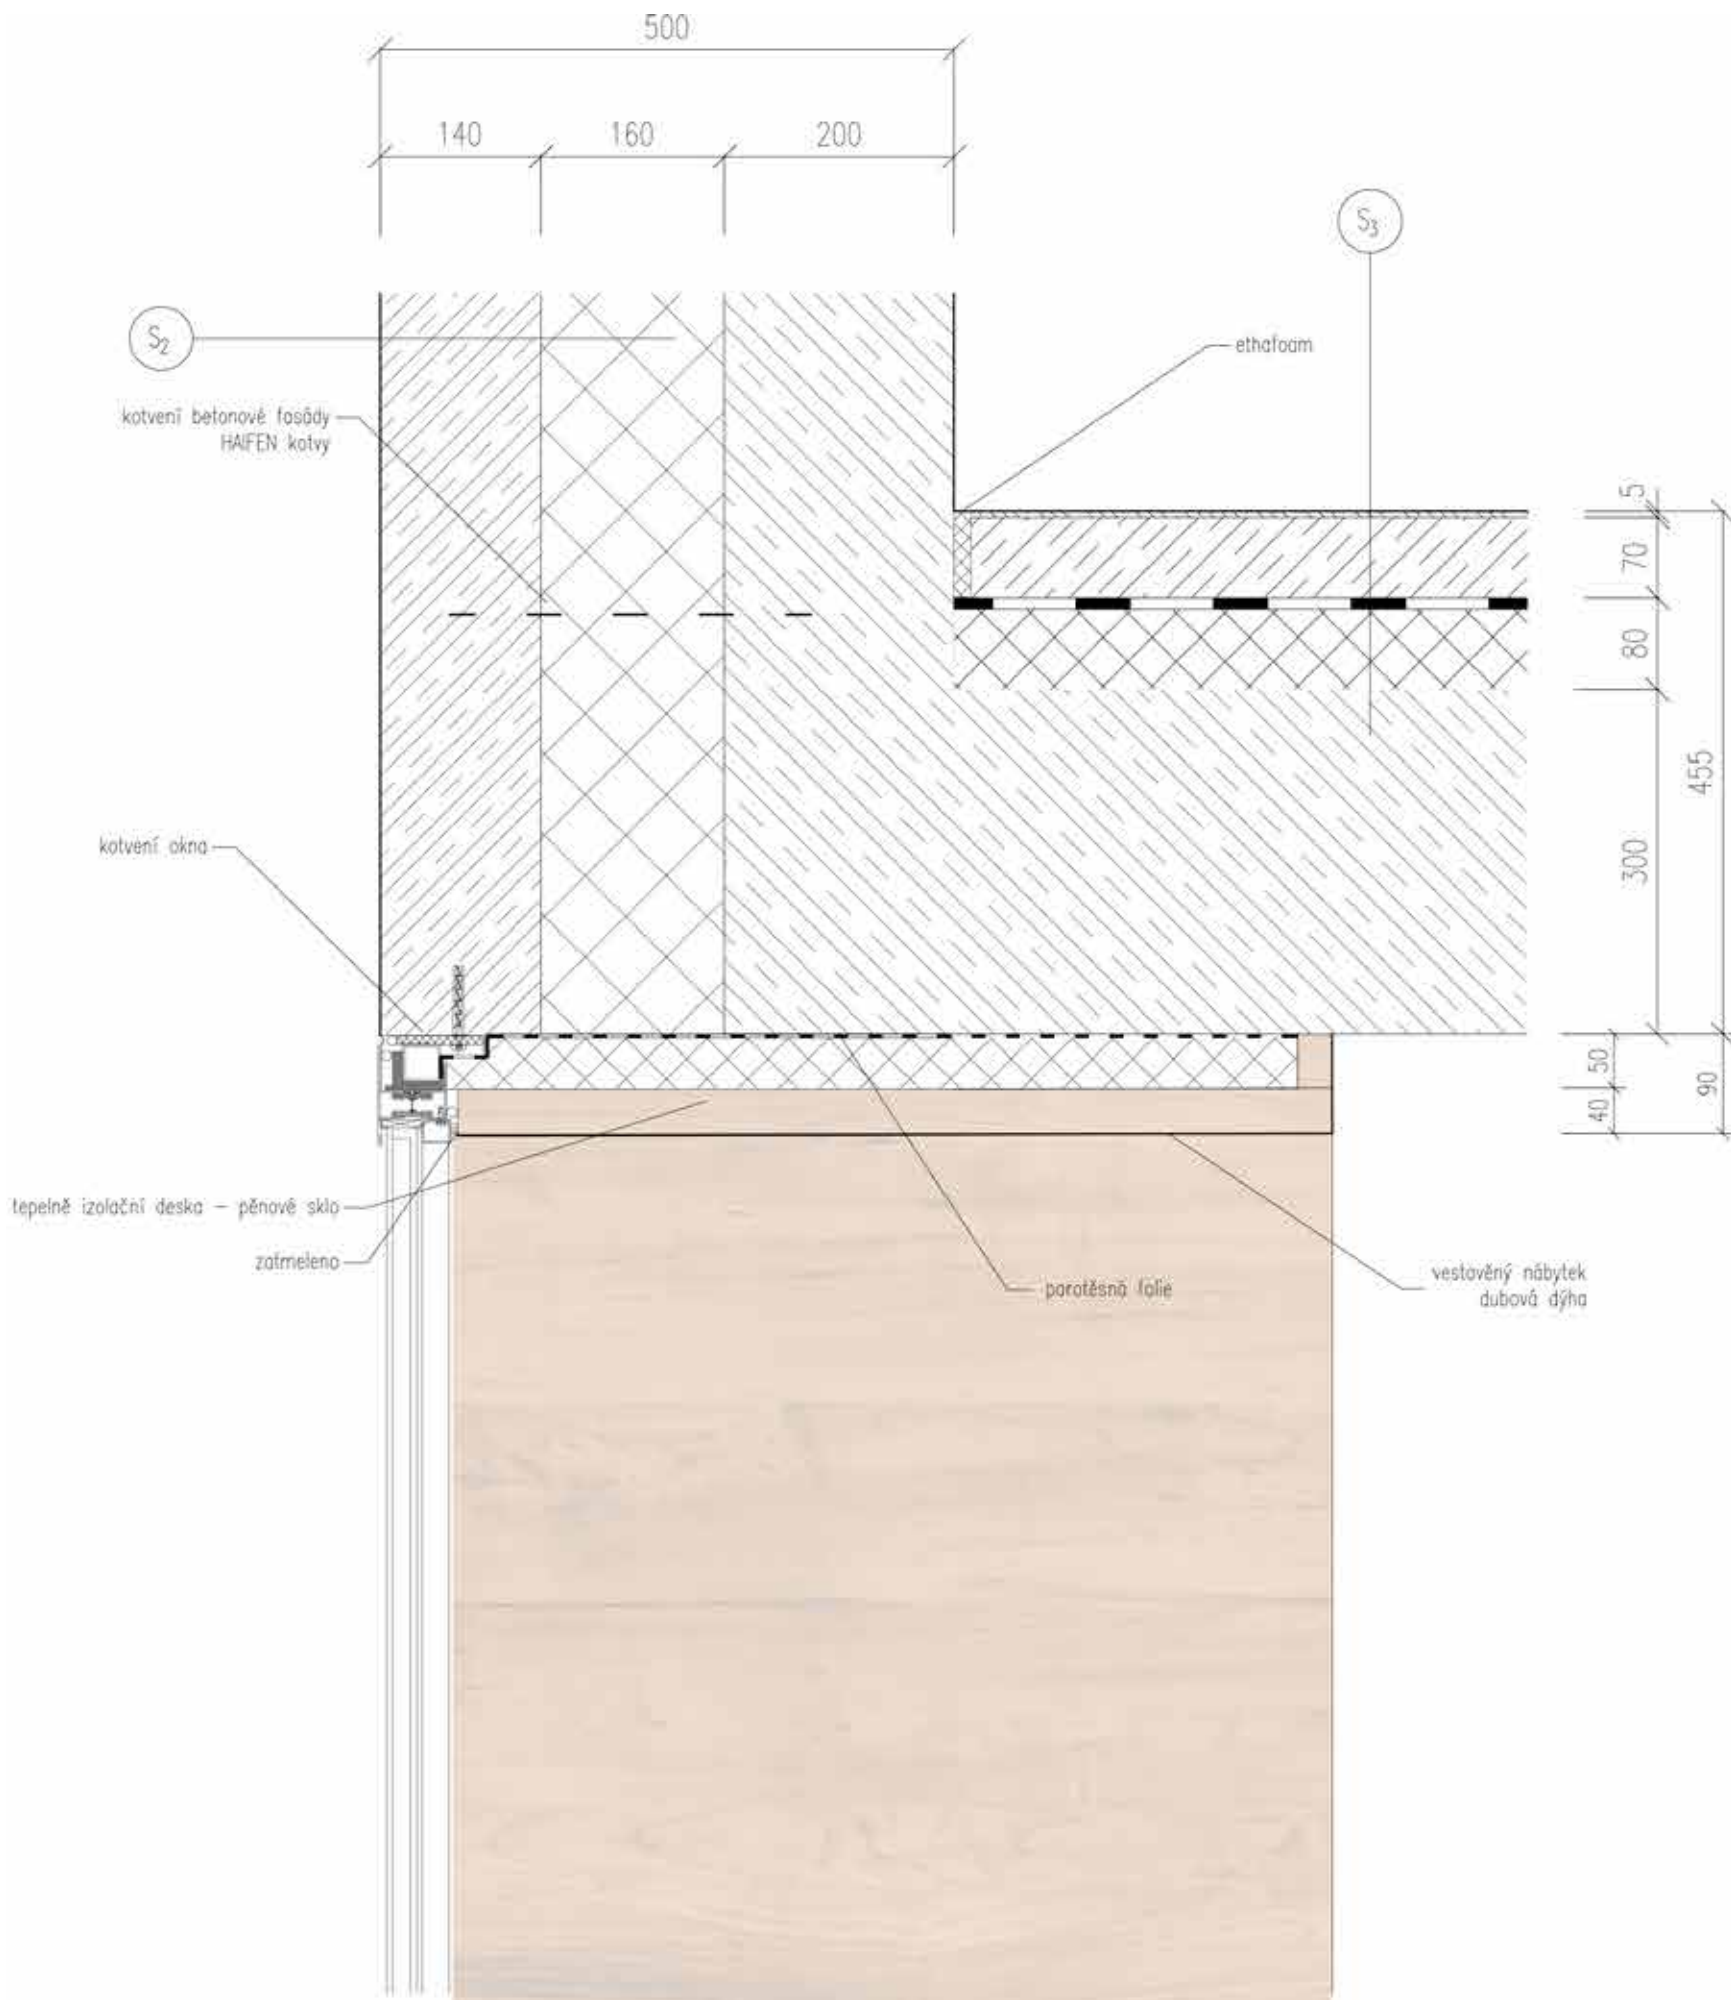 500
140 160 200
S3
S2
ethafoam
kotvení betonové fasády
HAlFEN kotvy
5
70
80
455
300
kotvení okna
50
90
40
tepelně izolační deska – pěnové sklo
zatmeleno
parotěsná folie
vestavěný nábytek
dubová dýha